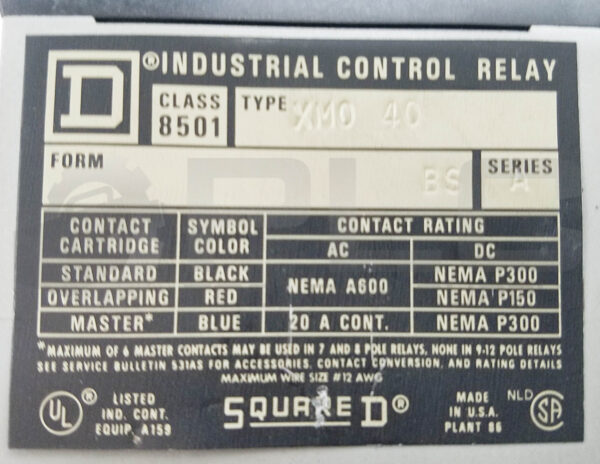 D ® INDUSTRIAL CONTROL RELAY
CLASS 8501 TYPE XMO 40
FORM BS SERIES A
CONTACT CARTRIDGE SYMBOL COLOR CONTACT RATING
AC DC
STANDARD BLACK NEMA A600 NEMA P300
OVERLAPPING RED NEMA P150
MASTER* BLUE 20 A CONT. NEMA P300
*MAXIMUM OF 6 MASTER CONTACTS MAY BE USED IN 7 AND 8 POLE RELAYS, NONE IN 9-12 POLE RELAYS
SEE SERVICE BULLETIN 531AS FOR ACCESSORIES, CONTACT CONVERSION, AND RATING DETAILS
MAXIMUM WIRE SIZE #12 AWG
UL ® LISTED
IND. CONT.
EQUIP. A159
SQUARE D ®
MADE IN U.S.A.
PLANT 86
NLD SA